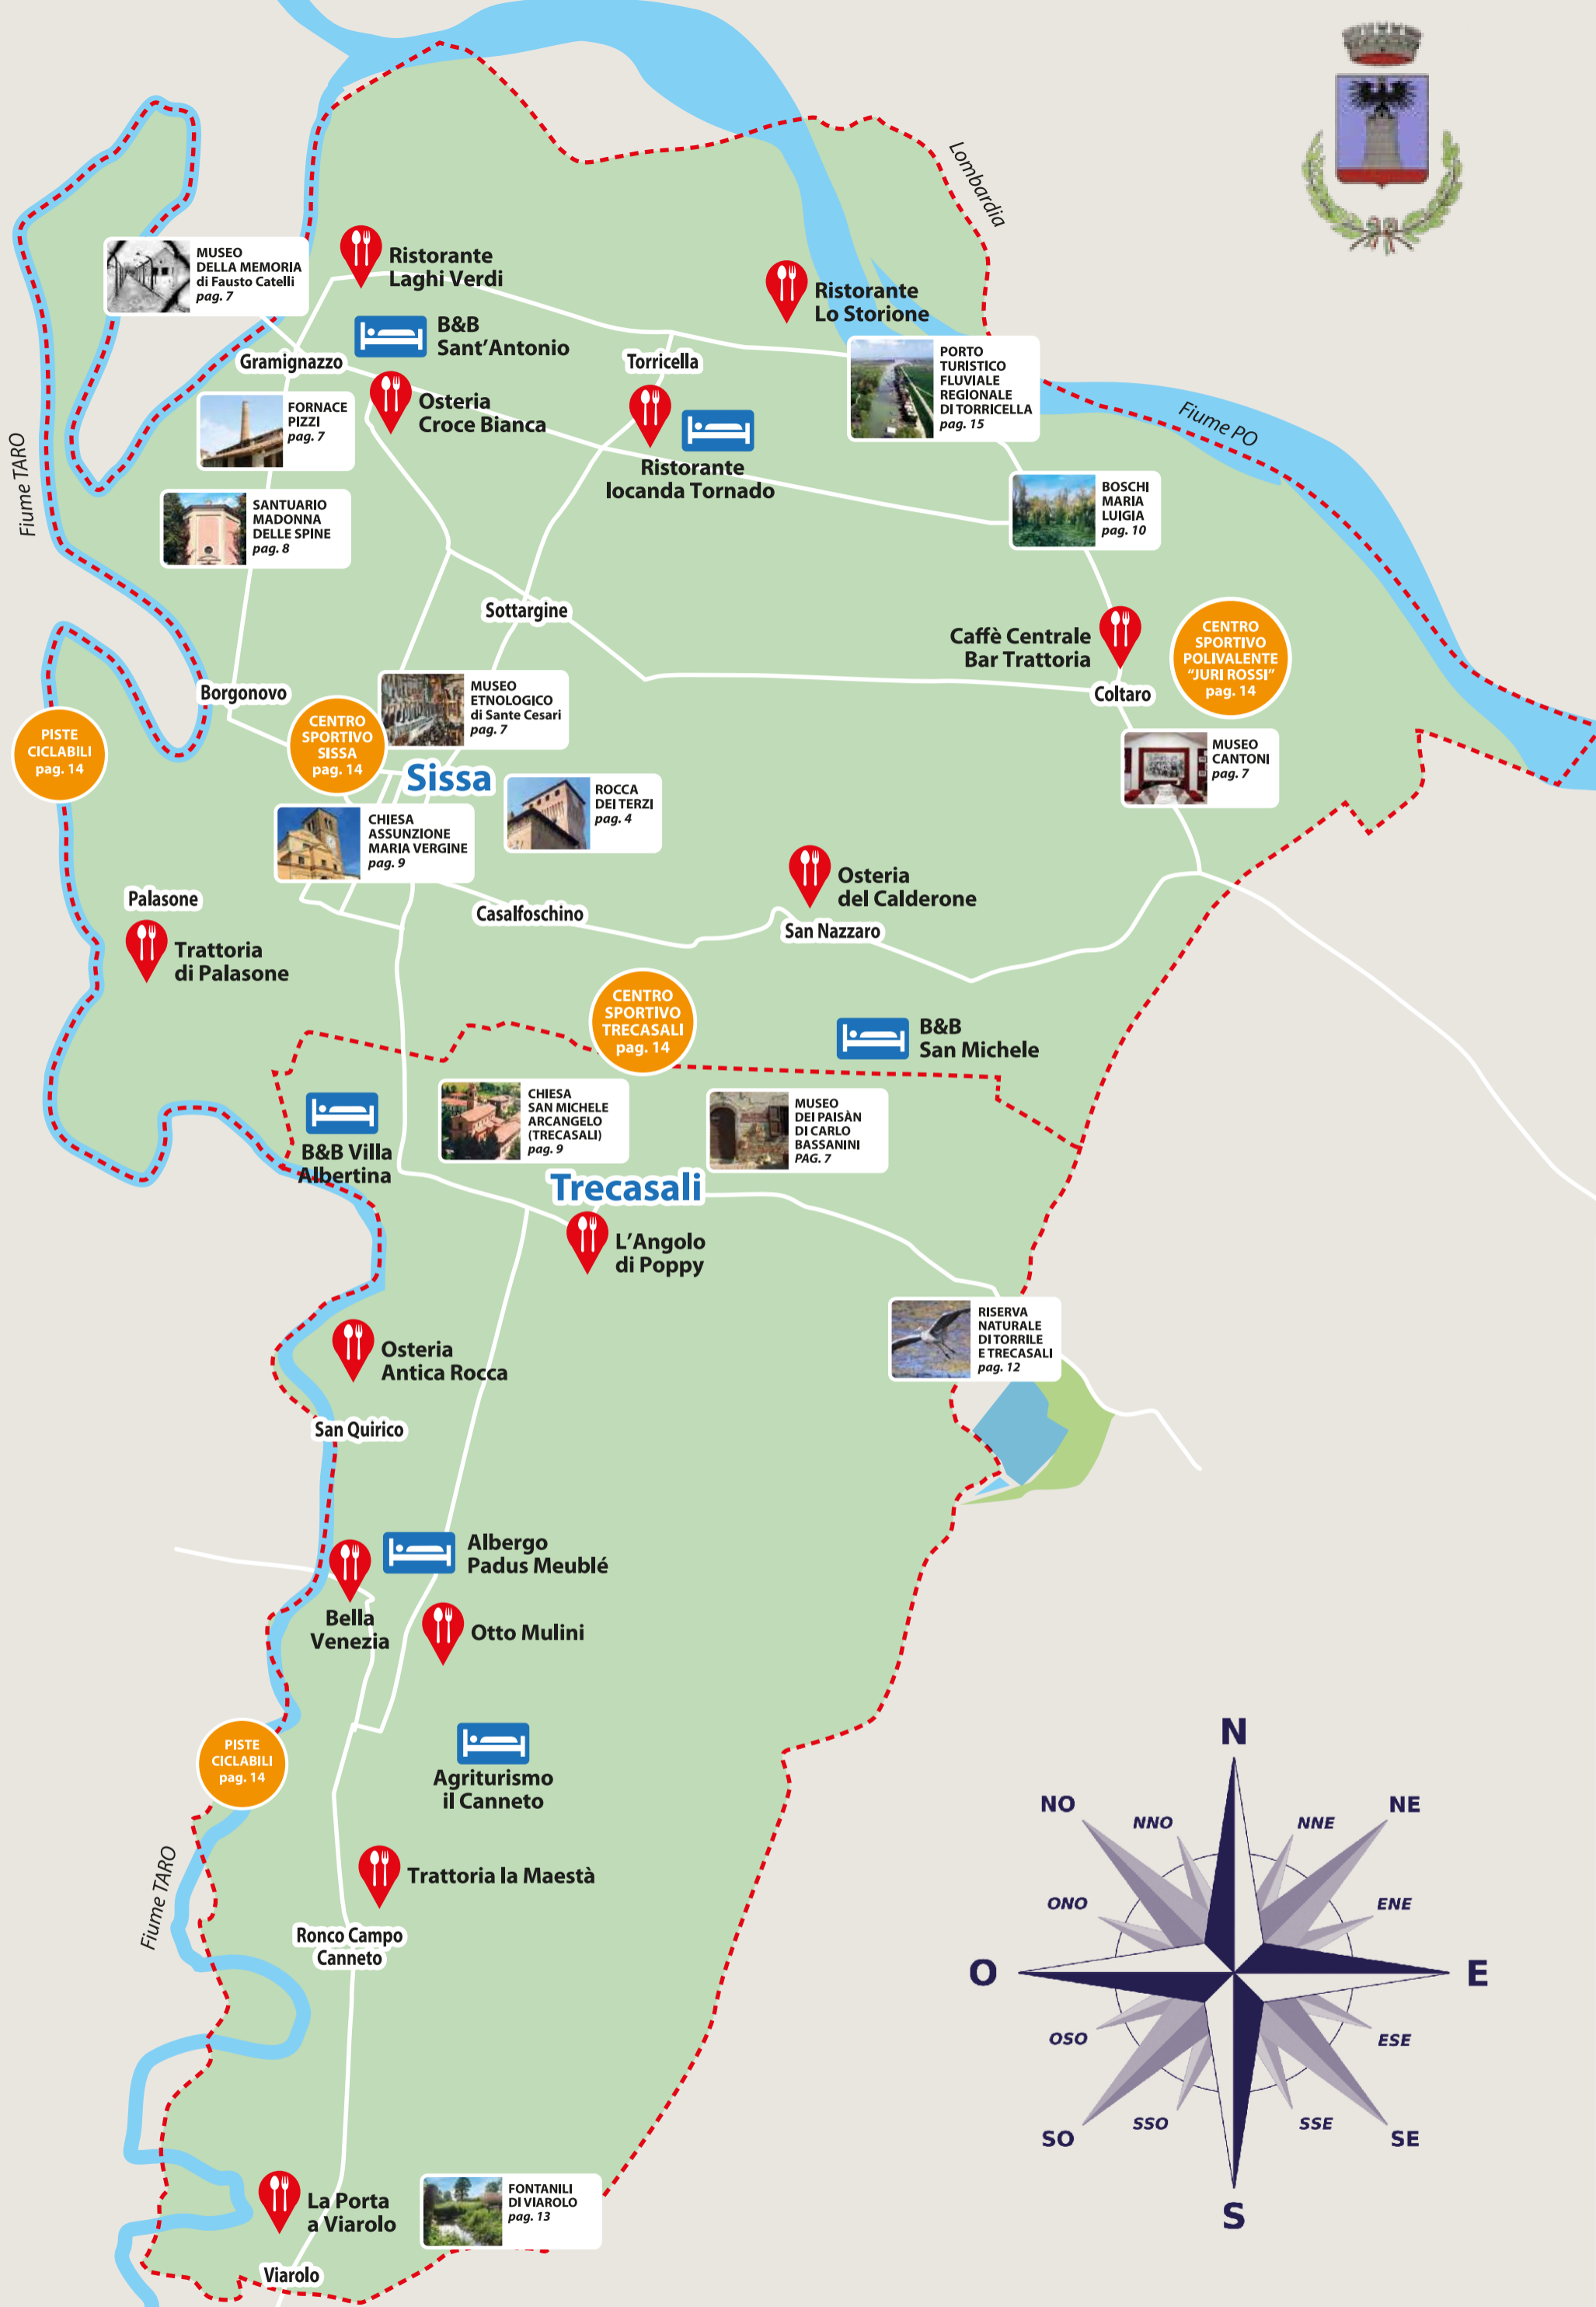 Lombardia
MUSEO
DELLA MEMORIA
di Fausto Catelli
pag. 7
Ristorante
Laghi Verdi
Ristorante
Lo Storione
B&B
Sant'Antonio
Gramignazzo
Torricella
PORTO
TURISTICO
FLUVIALE
REGIONALE
DI TORRICELLA
pag. 15
Fiume PO
Osteria
Croce Bianca
FORNACE
PIZZI
pag. 7
Fiume TARO
Ristorante
locanda Tornado
BOSCHI
MARIA
LUIGIA
pag. 10
SANTUARIO
MADONNA
DELLE SPINE
pag. 8
Sottargine
Caffè Centrale
Bar Trattoria
CENTRO
SPORTIVO
POLIVALENTE
“JURI ROSSI”
pag. 14
Borgonovo
Coltaro
MUSEO
ETNOLOGICO
di Sante Cesari
pag. 7
PISTE
CICLABILI
pag. 14
CENTRO
SPORTIVO
SISSA
pag. 14
MUSEO
CANTONI
pag. 7
Sissa
ROCCA
DEI TERZI
pag. 4
CHIESA
ASSUNZIONE
MARIA VERGINE
pag. 9
Osteria
del Calderone
Palasone
Casalfoschino
San Nazzaro
Trattoria
di Palasone
CENTRO
SPORTIVO
TRECASALI
pag. 14
B&B
San Michele
CHIESA
SAN MICHELE
ARCANGELO
(TRECASALI)
pag. 9
MUSEO
DEI PAISÀN
DI CARLO
BASSANINI
PAG. 7
B&B Villa
Albertina
Trecasali
L'Angolo
di Poppy
RISERVA
NATURALE
DI TORRILE
E TRECASALI
pag. 12
Osteria
Antica Rocca
San Quirico
Albergo
Padus Meublé
Bella
Venezia
Otto Mulini
PISTE
CICLABILI
pag. 14
Agriturismo
il Canneto
Fiume TARO
Trattoria la Maestà
Ronco Campo
Canneto
N
NO
NNO
NNE
NE
ONO
ENE
O
E
OSO
ESE
SO
SSO
SSE
SE
S
FONTANILI
DI VIAROLO
pag. 13
La Porta
a Viarolo
Viarolo